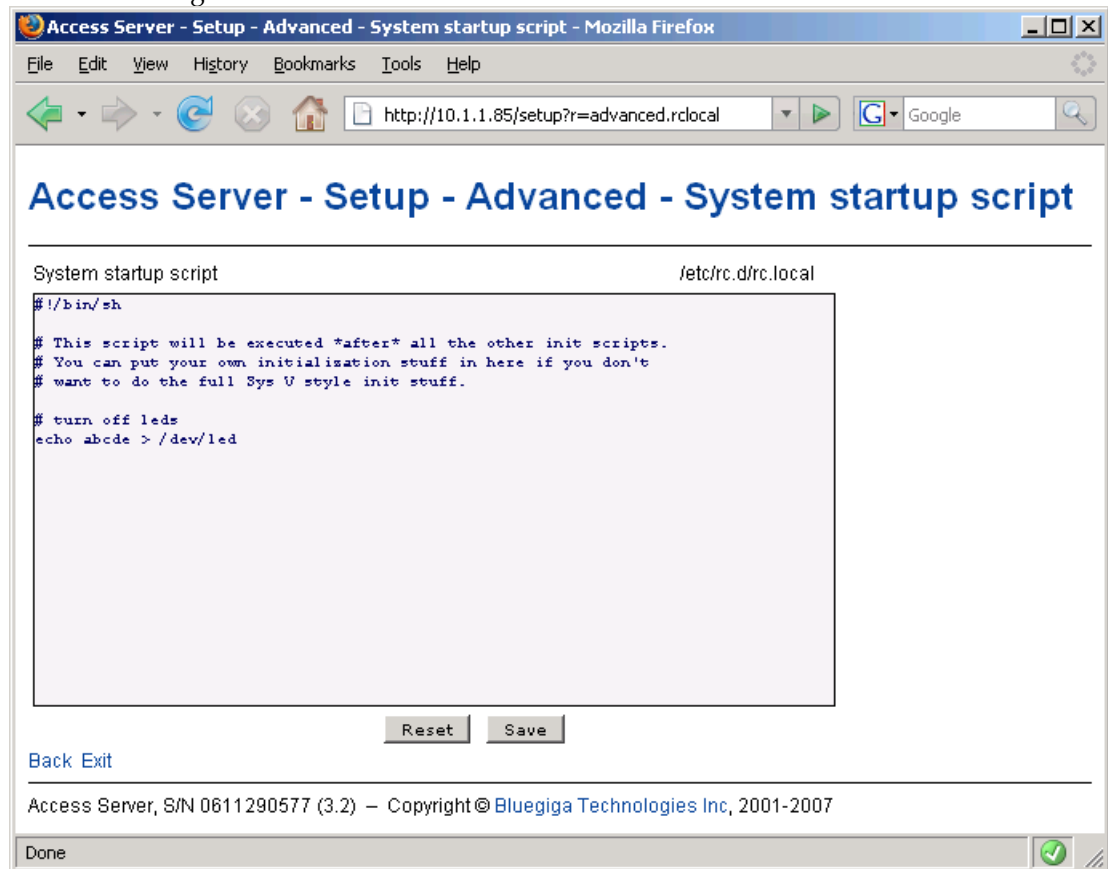 Access Server - Setup - Advanced - System startup script - Mozilla Firefox
File Edit View History Bookmarks Tools Help
http://10.1.1.85/setup?r=advanced.rclocal G Google
Access Server - Setup - Advanced - System startup script
System startup script /etc/rc.d/rc.local
#!/bin/sh
# This script will be executed *after* all the other init scripts.
# You can put your own initialization stuff in here if you don't
# want to do the full Sys V style init stuff.
# turn off leds
echo abcde > /dev/led
Reset Save
Back Exit
Access Server, S/N 0611290577 (3.2) – Copyright © Bluegiga Technologies Inc, 2001-2007
Done